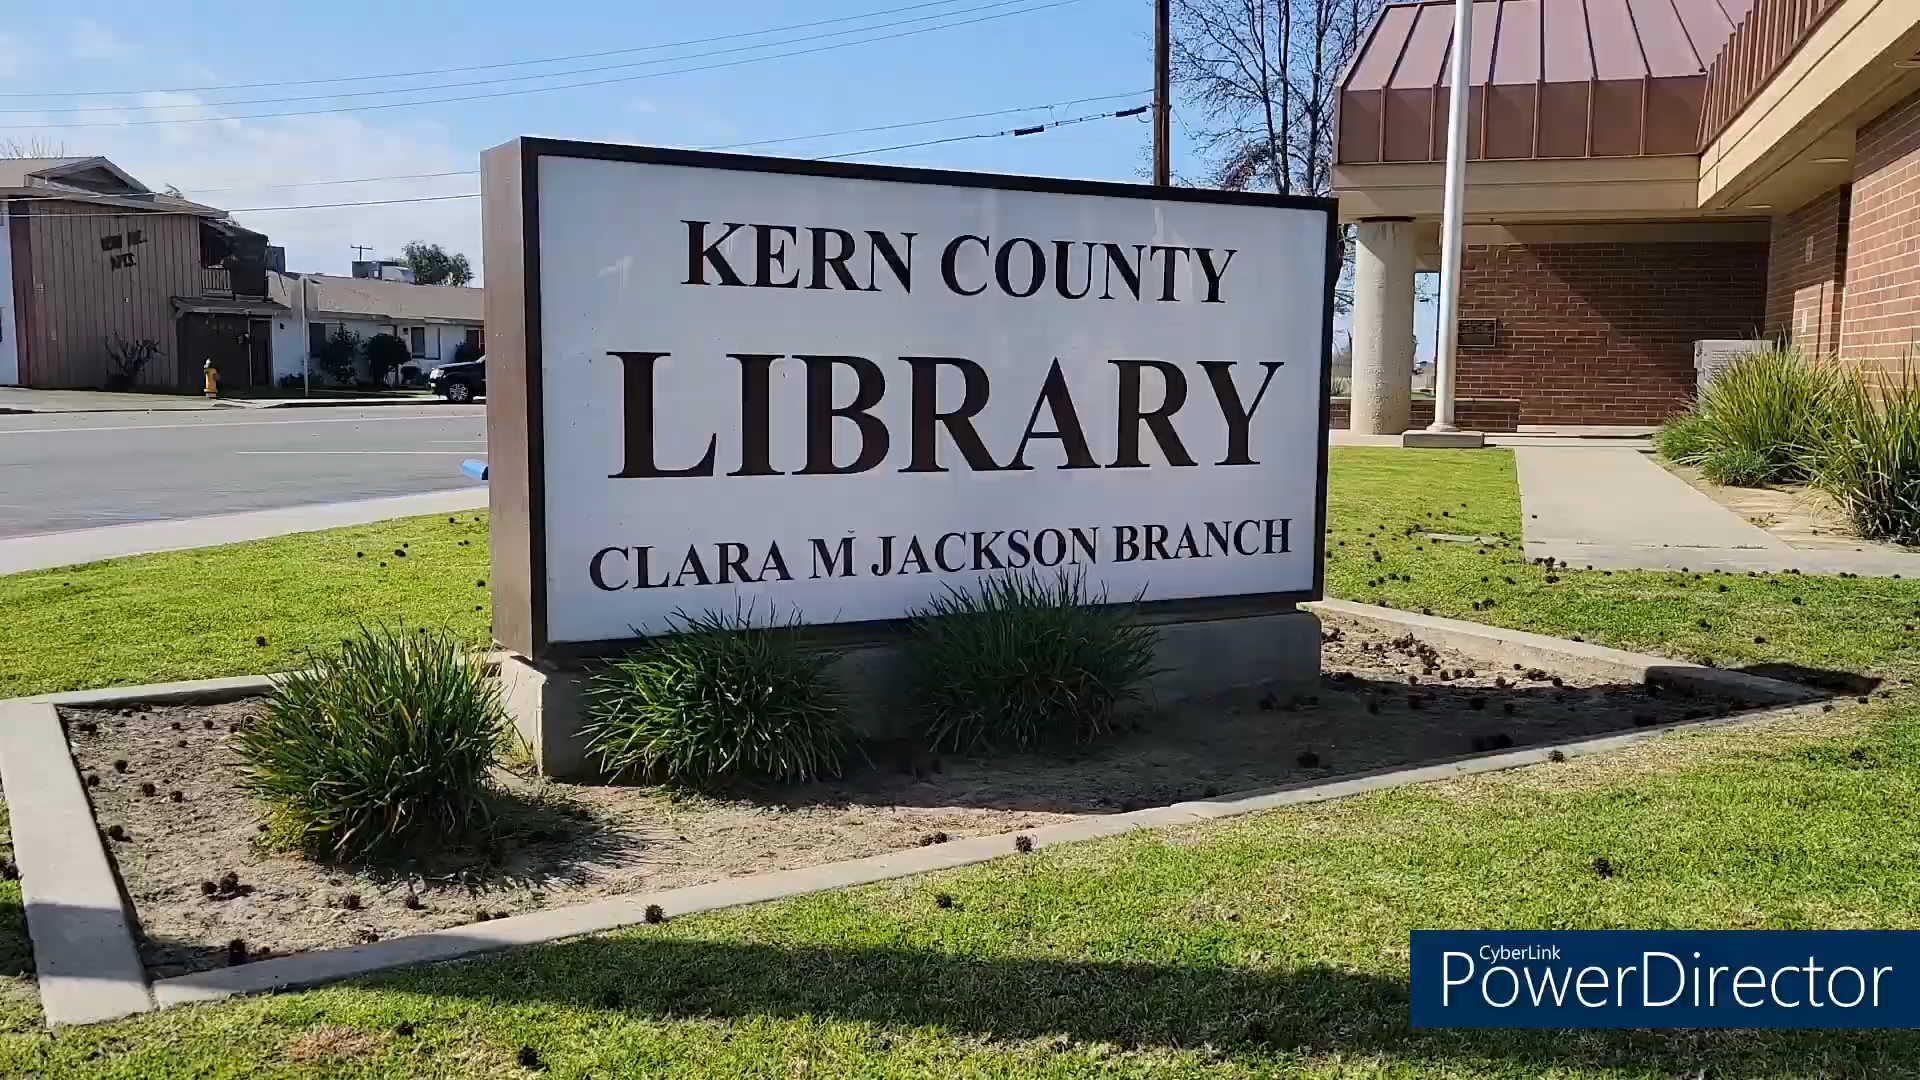 KERN COUNTY
LIBRARY
CLARA M JACKSON BRANCH
CyberLink
PowerDirector